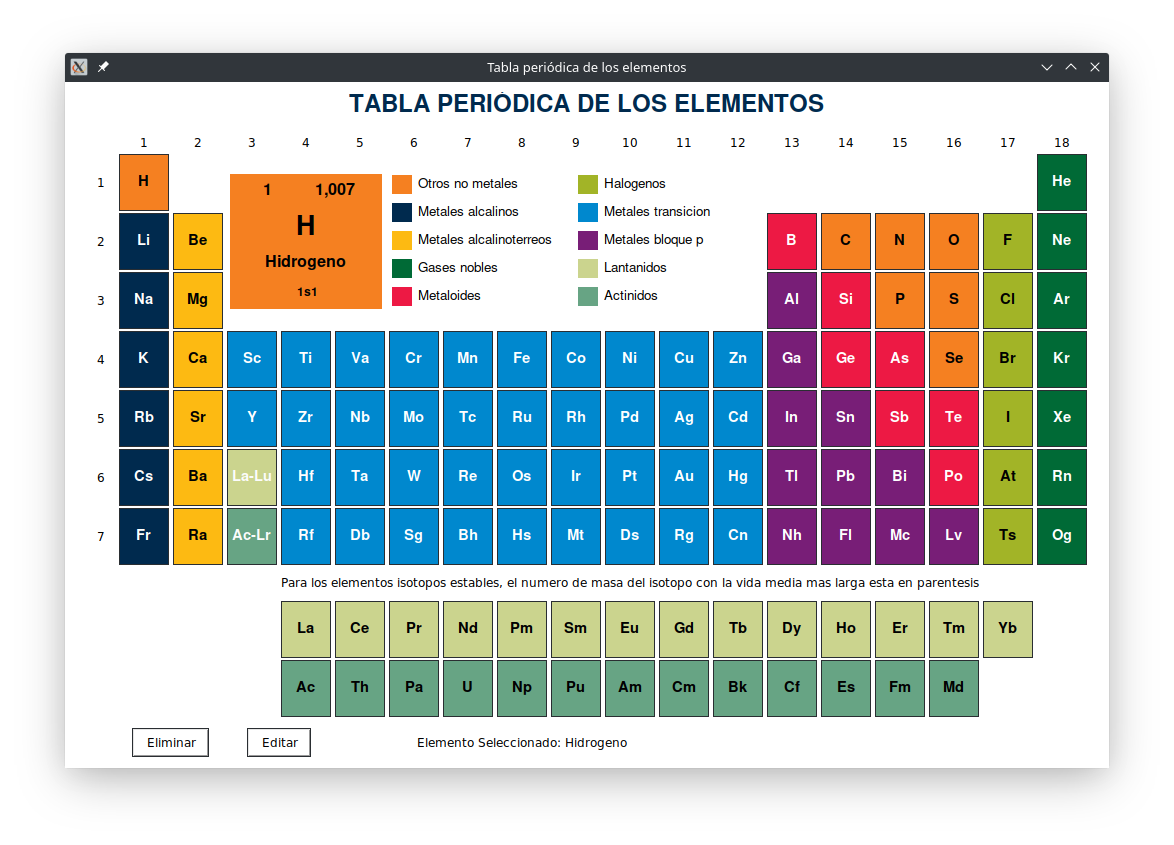 Tabla periódica de los elementos
TABLA PERIÓDICA DE LOS ELEMENTOS
1 2 3 4 5 6 7 8 9 10 11 12 13 14 15 16 17 18
1 H He
1 1,007
H
Hidrogeno
1s1
Otros no metales Halogenos
Metales alcalinos Metales transicion
Metales alcalinoterreos Metales bloque p
Gases nobles Lantanidos
Metaloides Actinidos
2 Li Be B C N O F Ne
3 Na Mg Al Si P S Cl Ar
4 K Ca Sc Ti Va Cr Mn Fe Co Ni Cu Zn Ga Ge As Se Br Kr
5 Rb Sr Y Zr Nb Mo Tc Ru Rh Pd Ag Cd In Sn Sb Te I Xe
6 Cs Ba La-Lu Hf Ta W Re Os Ir Pt Au Hg Tl Pb Bi Po At Rn
7 Fr Ra Ac-Lr Rf Db Sg Bh Hs Mt Ds Rg Cn Nh Fl Mc Lv Ts Og
Para los elementos isotopos estables, el numero de masa del isotopo con la vida media mas larga esta en parentesis
La Ce Pr Nd Pm Sm Eu Gd Tb Dy Ho Er Tm Yb
Ac Th Pa U Np Pu Am Cm Bk Cf Es Fm Md
Eliminar Editar Elemento Seleccionado: Hidrogeno